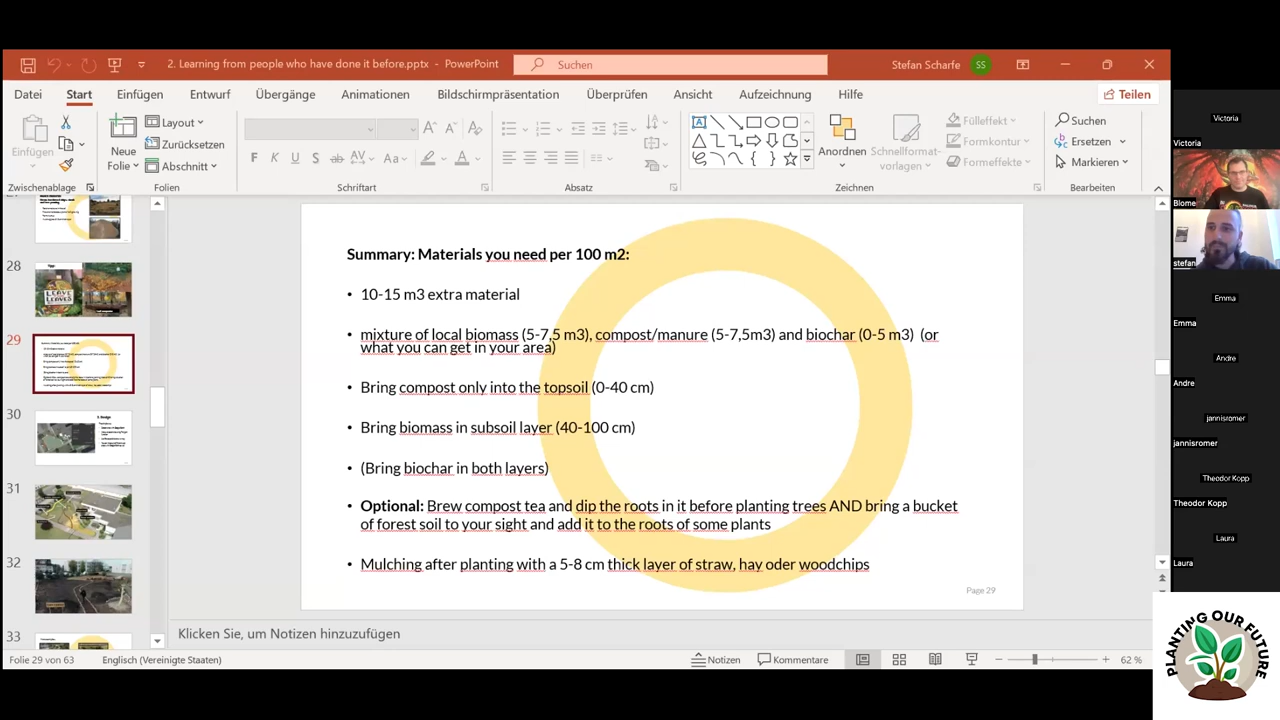 2. Learning from people who have done it before.pptx - PowerPoint
Suchen
Stefan Scharfe
SS
Datei
Start
Einfügen
Entwurf
Übergänge
Animationen
Bildschirmpräsentation
Überprüfen
Ansicht
Aufzeichnung
Hilfe
Teilen
Einfügen
Neue
Folie
Layout
Zurücksetzen
Abschnitt
F K U S ab AV Aa A
Anordnen
Schnellformat-
vorlagen
Fülleffekt
Formkontur
Formeffekte
Suchen
Ersetzen
Markieren
Zwischenablage
Folien
Schriftart
Absatz
Zeichnen
Bearbeiten
28
LEAVE
LEAVES
29
30
31
32
33
Summary: Materials you need per 100 m2:
• 10-15 m3 extra material
• mixture of local biomass (5-7,5 m3), compost/manure (5-7,5m3) and biochar (0-5 m3) (or
what you can get in your area)
• Bring compost only into the topsoil (0-40 cm)
• Bring biomass in subsoil layer (40-100 cm)
• (Bring biochar in both layers)
• Optional: Brew compost tea and dip the roots in it before planting trees AND bring a bucket
of forest soil to your sight and add it to the roots of some plants
• Mulching after planting with a 5-8 cm thick layer of straw, hay oder woodchips
Page 29
Klicken Sie, um Notizen hinzuzufügen
Folie 29 von 63
Englisch (Vereinigte Staaten)
Notizen
Kommentare
62 %
Victoria
Victoria
Biome
stefan
Emma
Emma
Andre
Andre
jannisromer
jannisromer
Theodor Kopp
Theodor Kopp
Laura
Laura
PLANTING OUR FUTURE